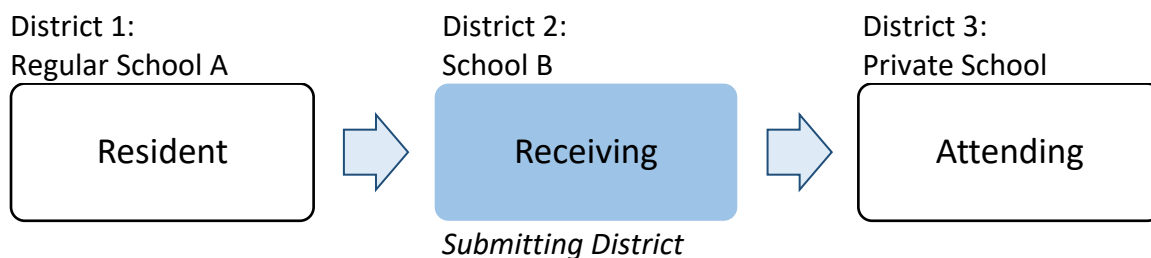 District 1:
Regular School A
Resident
District 2:
School B
Receiving
Submitting District
District 3:
Private School
Attending